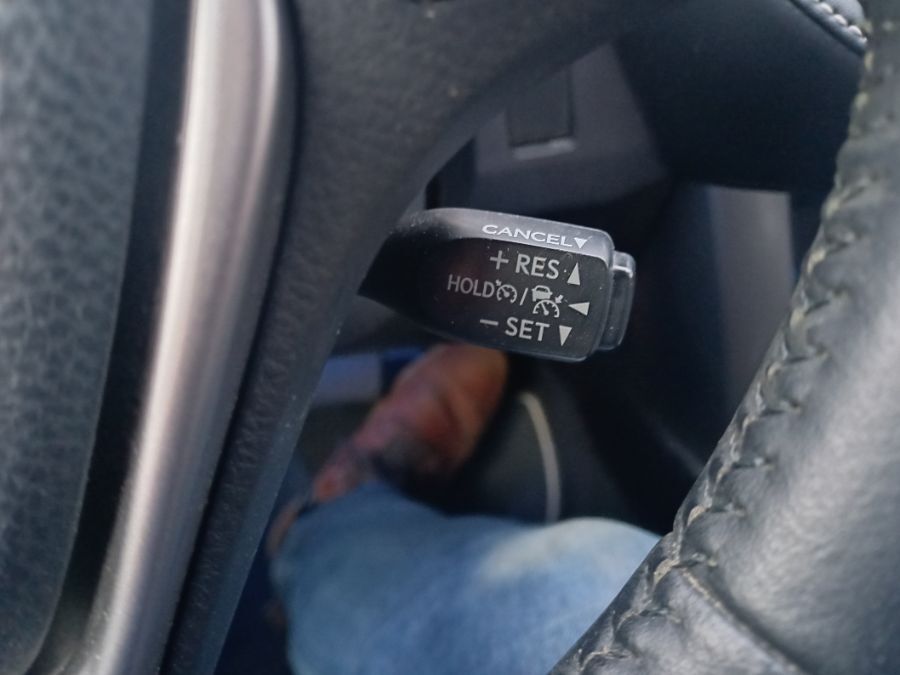 CANCEL▼
+ RES ▲
HOLD / ◀
− SET ▼